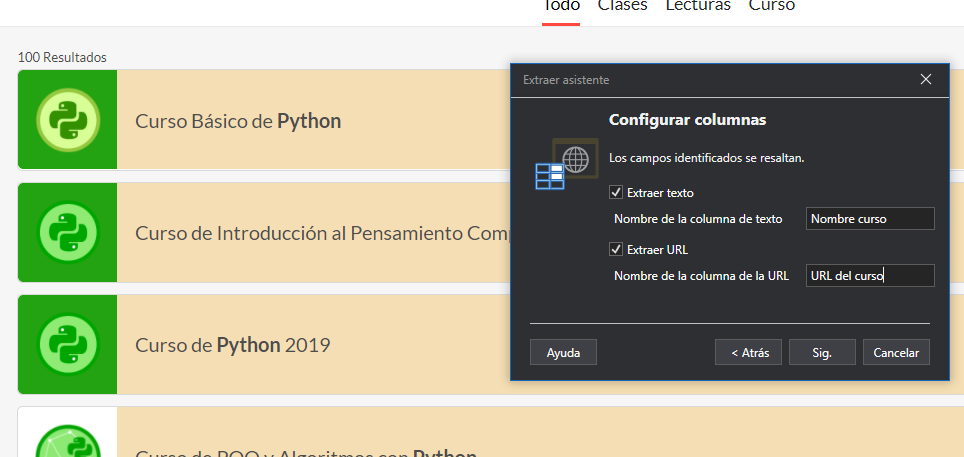 Todo Clases Lecturas Curso
100 Resultados
Curso Básico de Python
Curso de Introducción al Pensamiento
Curso de Python 2019
Curso de POO y Algoritmos con Python
Extraer asistente
Configurar columnas
Los campos identificados se resaltan.
Extraer texto
Nombre de la columna de texto Nombre curso
Extraer URL
Nombre de la columna de la URL URL del curso
Ayuda < Atrás Sig. Cancelar